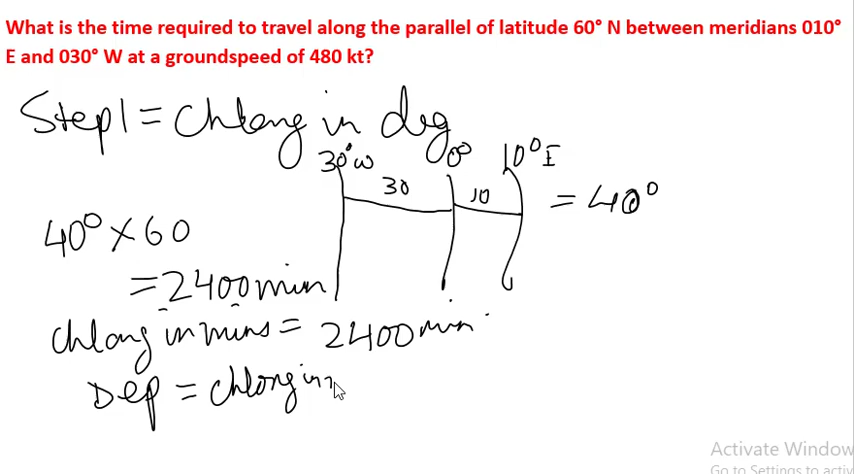 What is the time required to travel along the parallel of latitude 60° N between meridians 010°
E and 030° W at a groundspeed of 480 kt?
Step1 = Chlong in deg
30°W 0° 10°E
30 10 = 40°
40° × 60
= 2400 min
chlong in mins = 2400 min.
Dep = chlong in
Activate Window
Go to Settings to activ